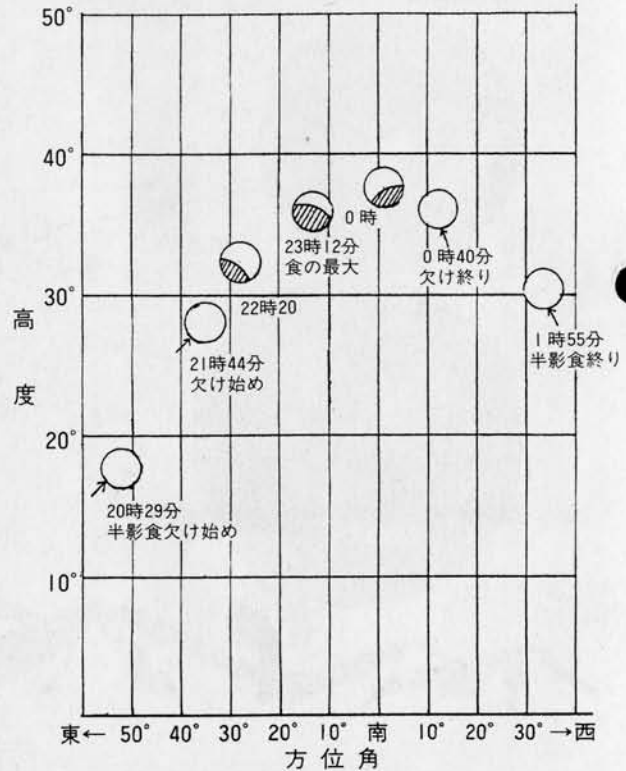 50°
40°
30°
20°
10°
高度
0時
23時12分
食の最大
0時40分
欠け終り
22時20
21時44分
欠け始め
1時55分
半影食終り
20時29分
半影食欠け始め
東← 50° 40° 30° 20° 10° 南 10° 20° 30° →西
方位角